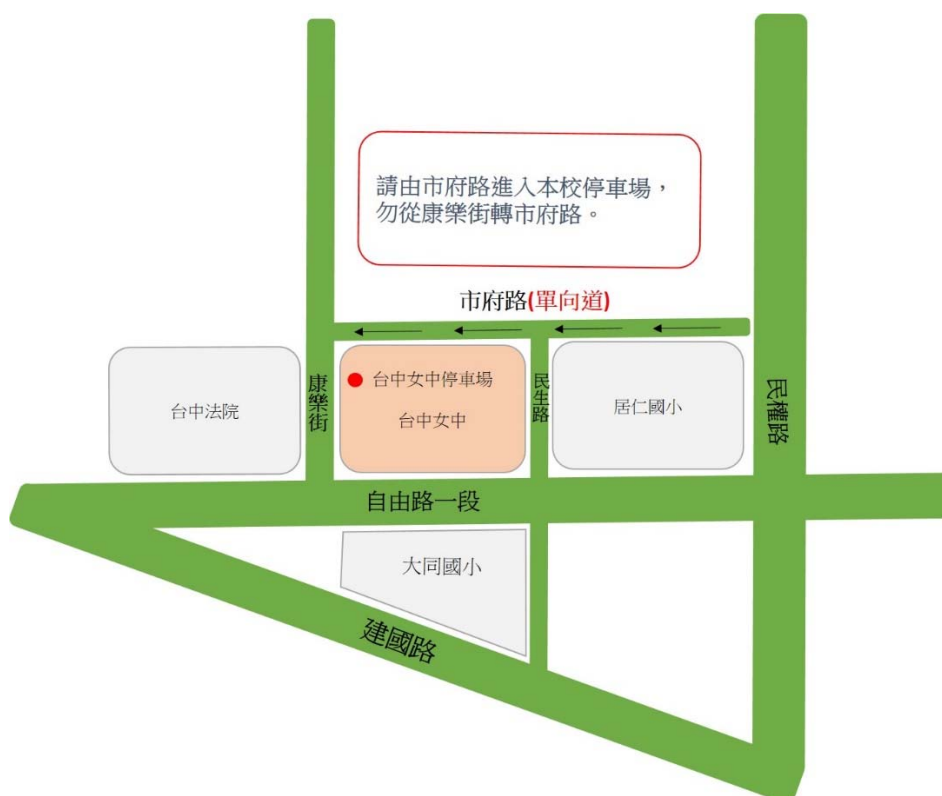 請由市府路進入本校停車場，
勿從康樂街轉市府路。
市府路(單向道)
台中法院
康樂街
台中女中停車場
台中女中
民生路
居仁國小
民權路
自由路一段
大同國小
建國路